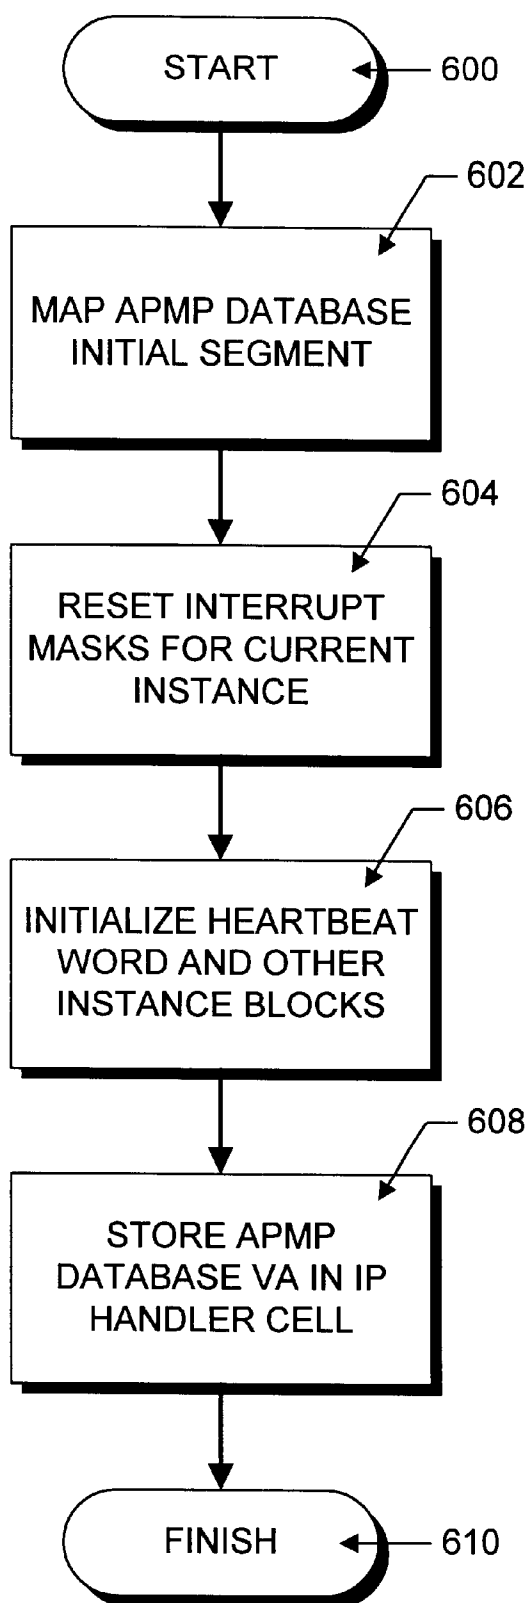 START
600
602
MAP APMP DATABASE
INITIAL SEGMENT
604
RESET INTERRUPT
MASKS FOR CURRENT
INSTANCE
606
INITIALIZE HEARTBEAT
WORD AND OTHER
INSTANCE BLOCKS
608
STORE APMP
DATABASE VA IN IP
HANDLER CELL
FINISH
610